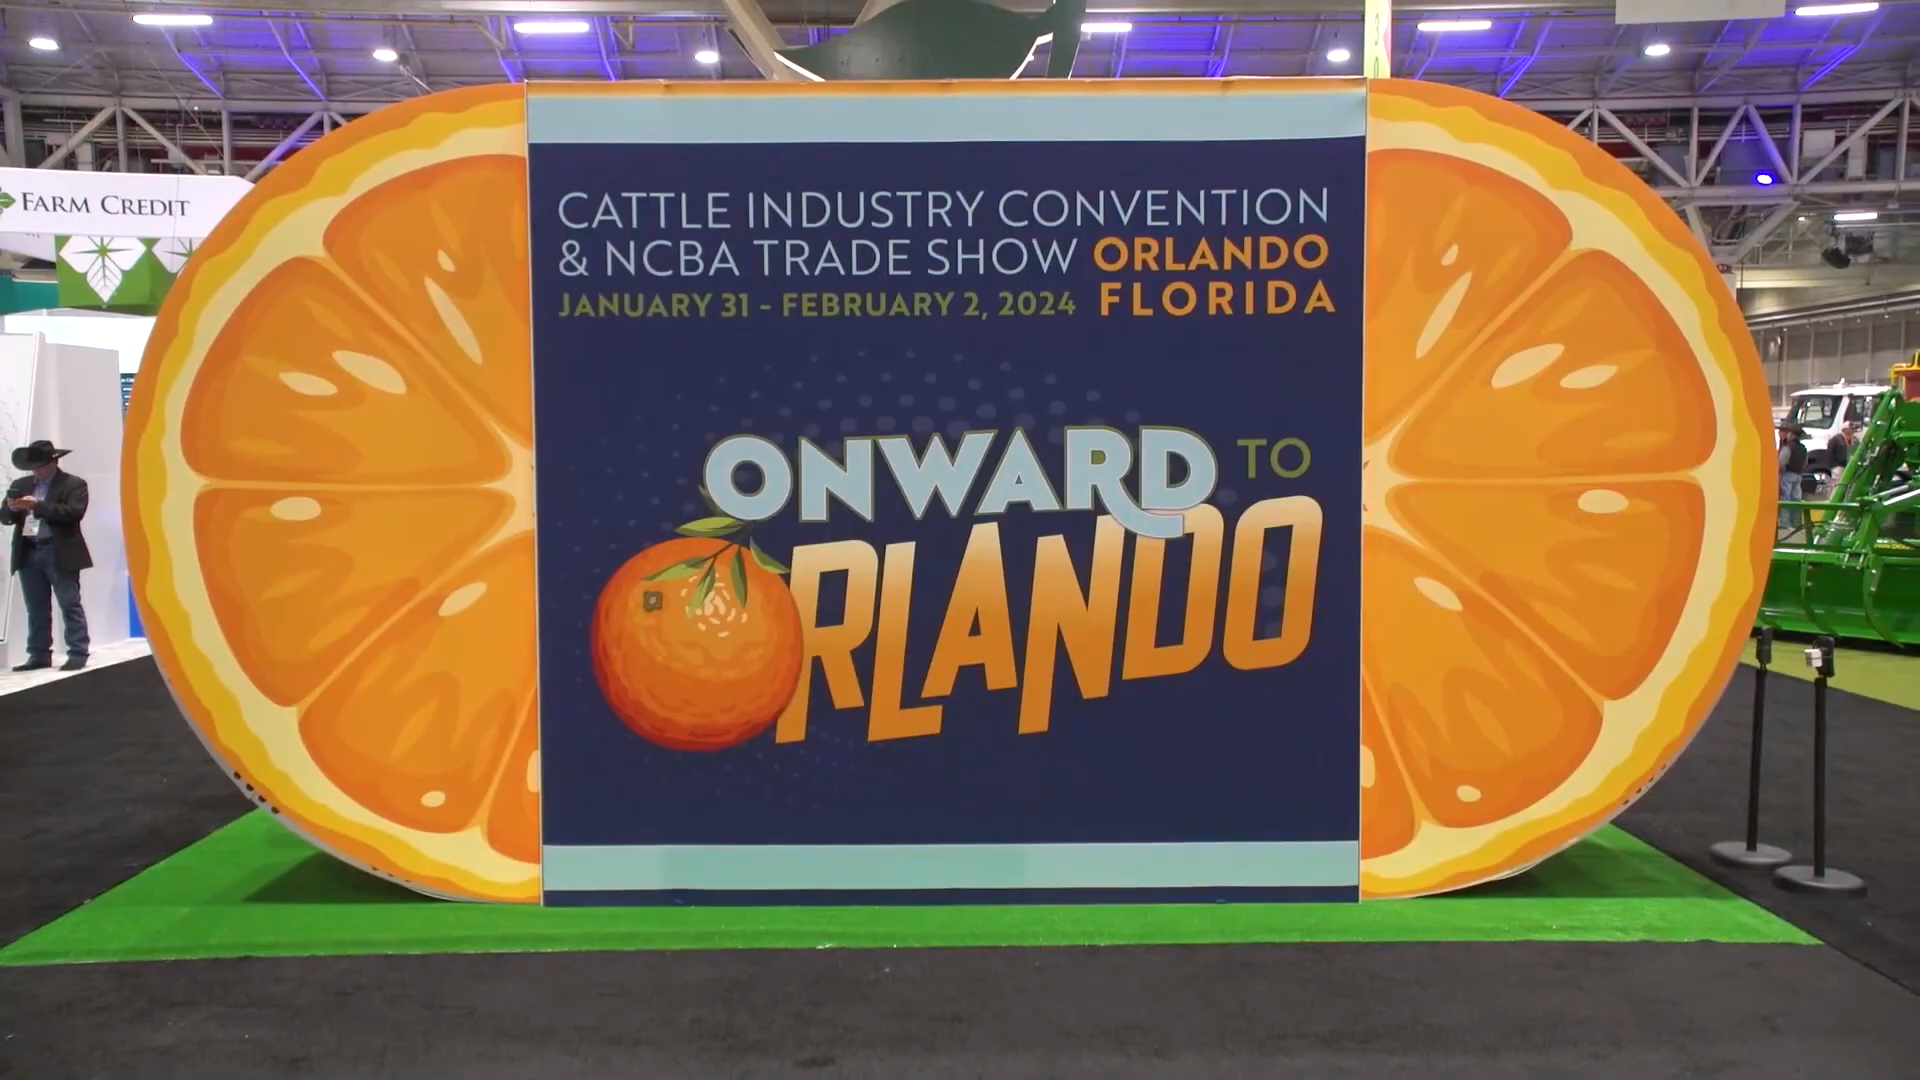 FARM CREDIT
CATTLE INDUSTRY CONVENTION
& NCBA TRADE SHOW ORLANDO
JANUARY 31 - FEBRUARY 2, 2024 FLORIDA
ONWARD TO
ORLANDO